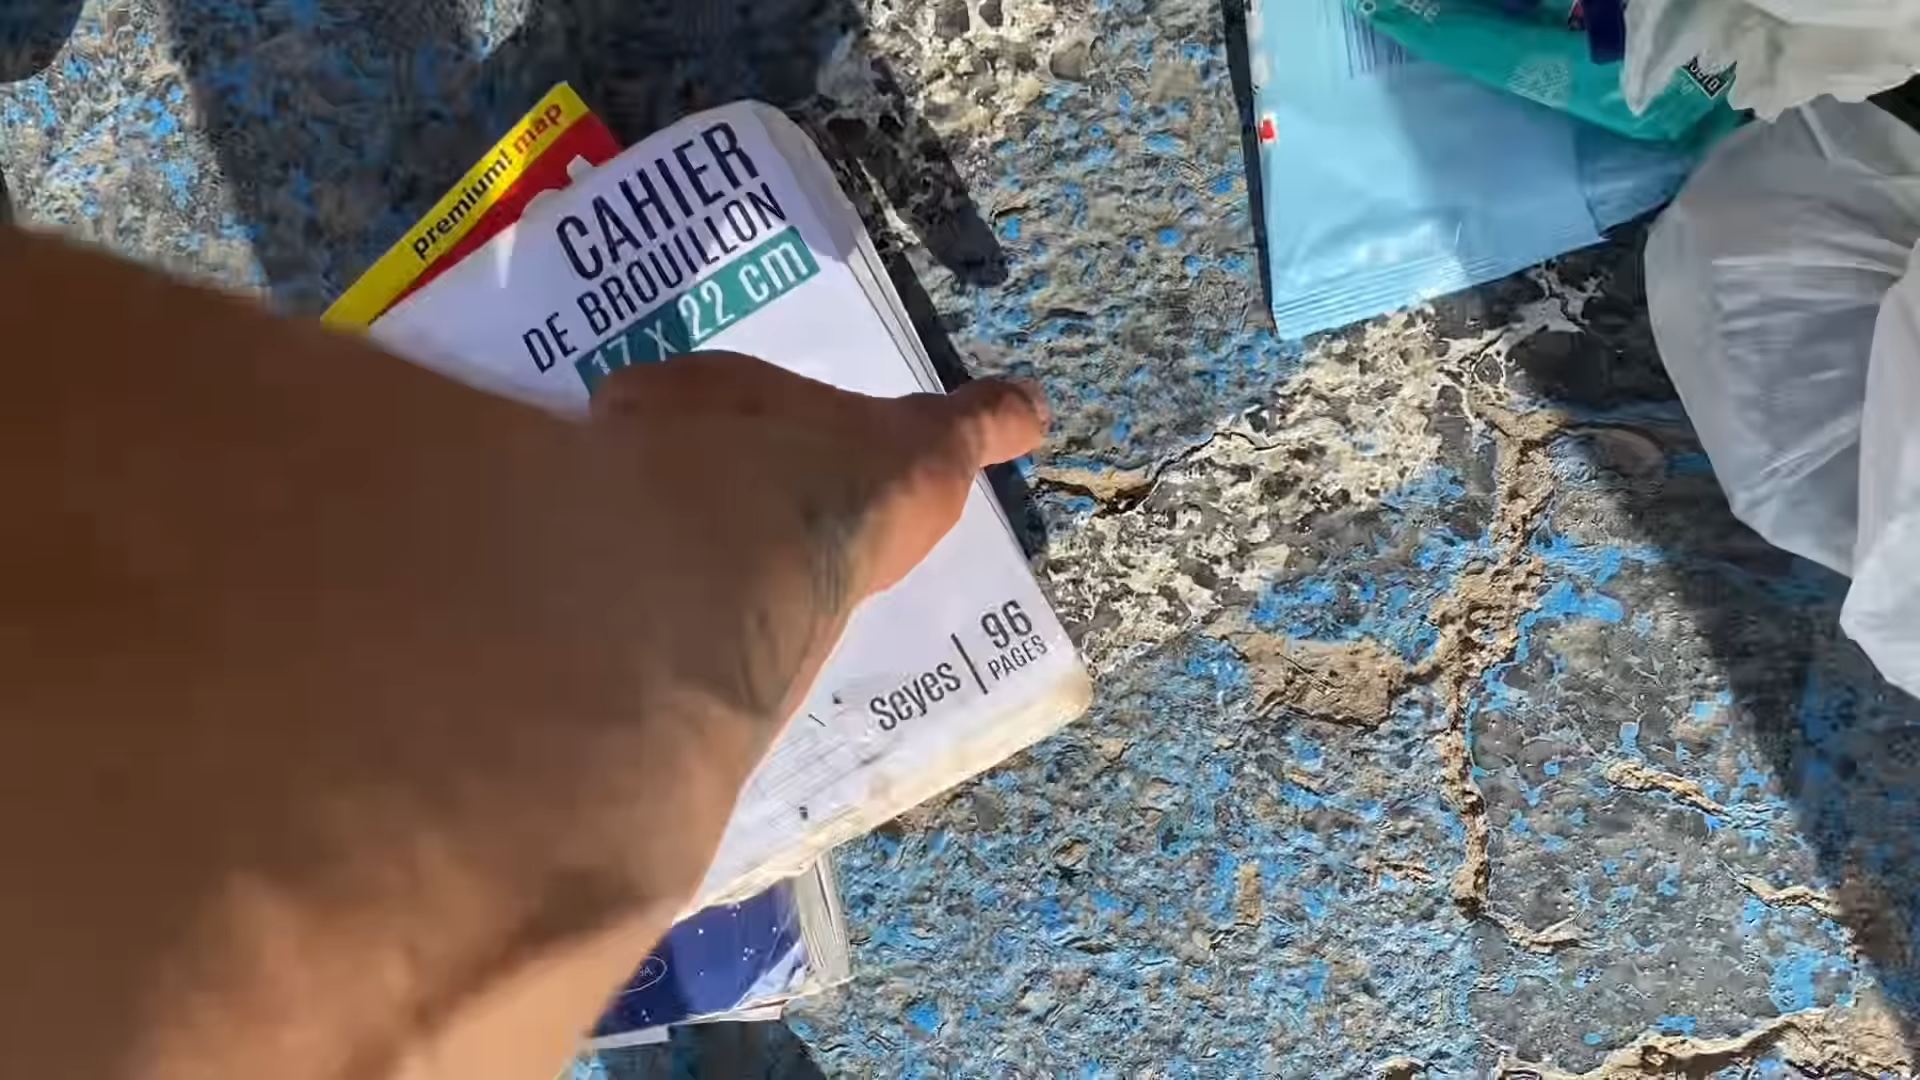 premium! map
CAHIER
DE BROUILLON
17 X 22 cm
seyes | 96
PAGES